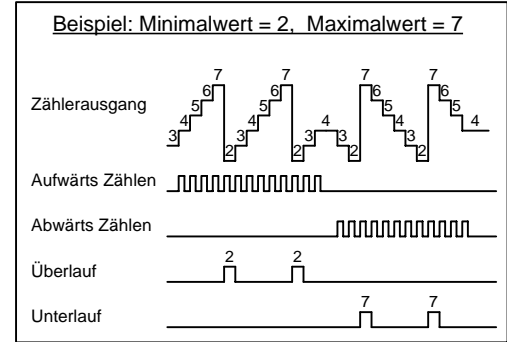 Beispiel: Minimalwert = 2, Maximalwert = 7
Zählerausgang
3 4 5 6 7 2 3 4 5 6 7 2 3 4 3 2 7 6 5 4 3 2 7 6 5 4
Aufwärts Zählen
Abwärts Zählen
Überlauf
2 2
Unterlauf
7 7